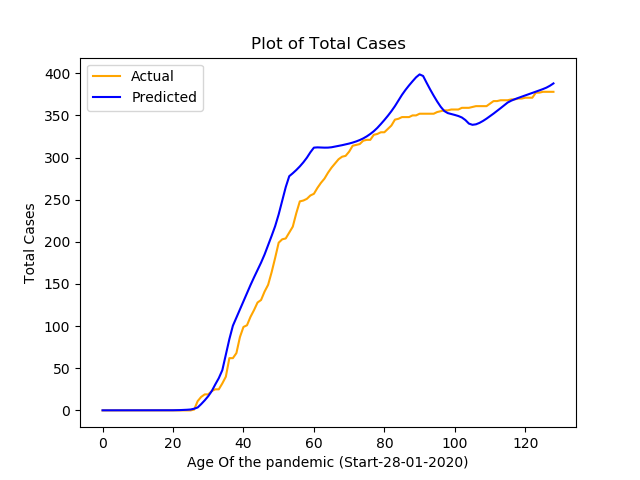 Plot of Total Cases
Actual
Predicted
400
350
300
250
200
150
100
50
0
Total Cases
0 20 40 60 80 100 120
Age Of the pandemic (Start-28-01-2020)